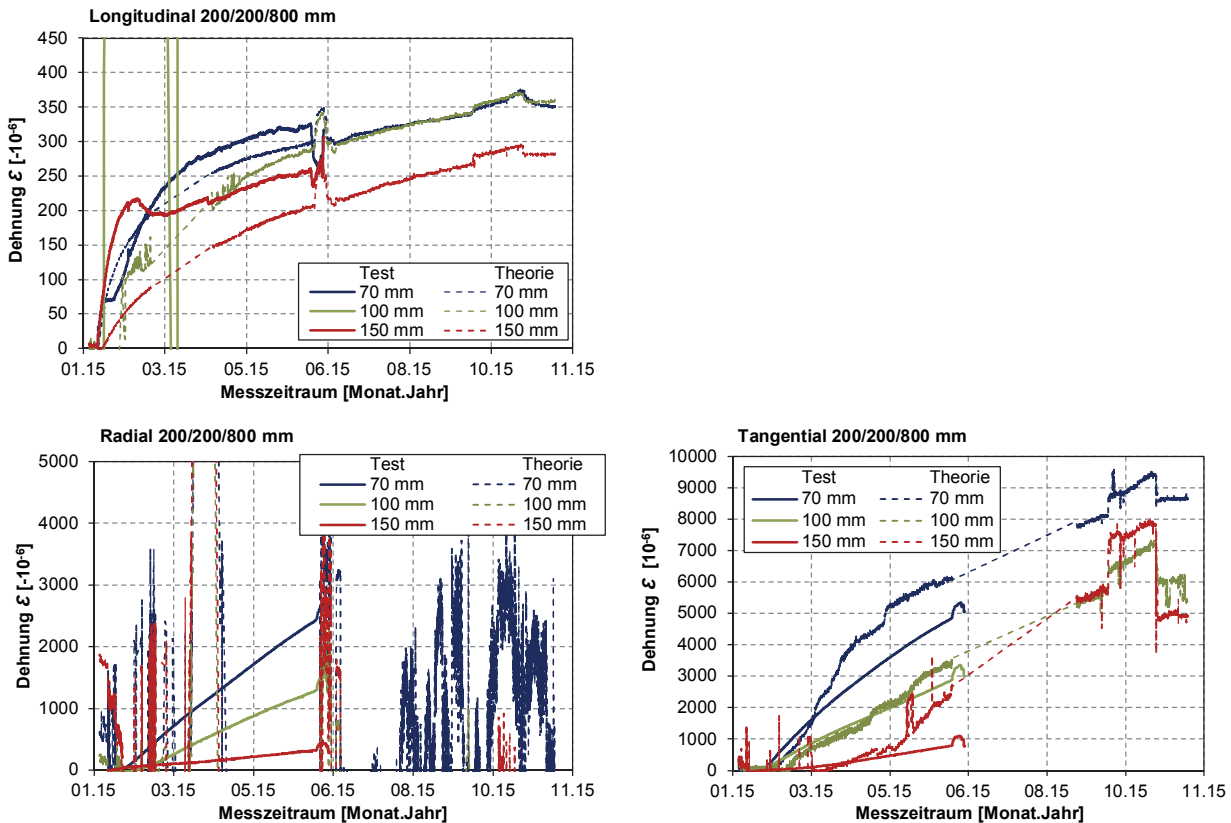 Longitudinal 200/200/800 mm
Dehnung ε [-10⁻⁶]
450
400
350
300
250
200
150
100
50
0
Test Theorie
70 mm 70 mm
100 mm 100 mm
150 mm 150 mm
01.15 03.15 05.15 06.15 08.15 10.15 11.15
Messzeitraum [Monat.Jahr]
Radial 200/200/800 mm
Dehnung ε [-10⁻⁶]
5000
4000
3000
2000
1000
0
Test Theorie
70 mm 70 mm
100 mm 100 mm
150 mm 150 mm
01.15 03.15 05.15 06.15 08.15 10.15 11.15
Messzeitraum [Monat.Jahr]
Tangential 200/200/800 mm
Dehnung ε [10⁻⁶]
10000
9000
8000
7000
6000
5000
4000
3000
2000
1000
0
Test Theorie
70 mm 70 mm
100 mm 100 mm
150 mm 150 mm
01.15 03.15 05.15 06.15 08.15 10.15 11.15
Messzeitraum [Monat.Jahr]